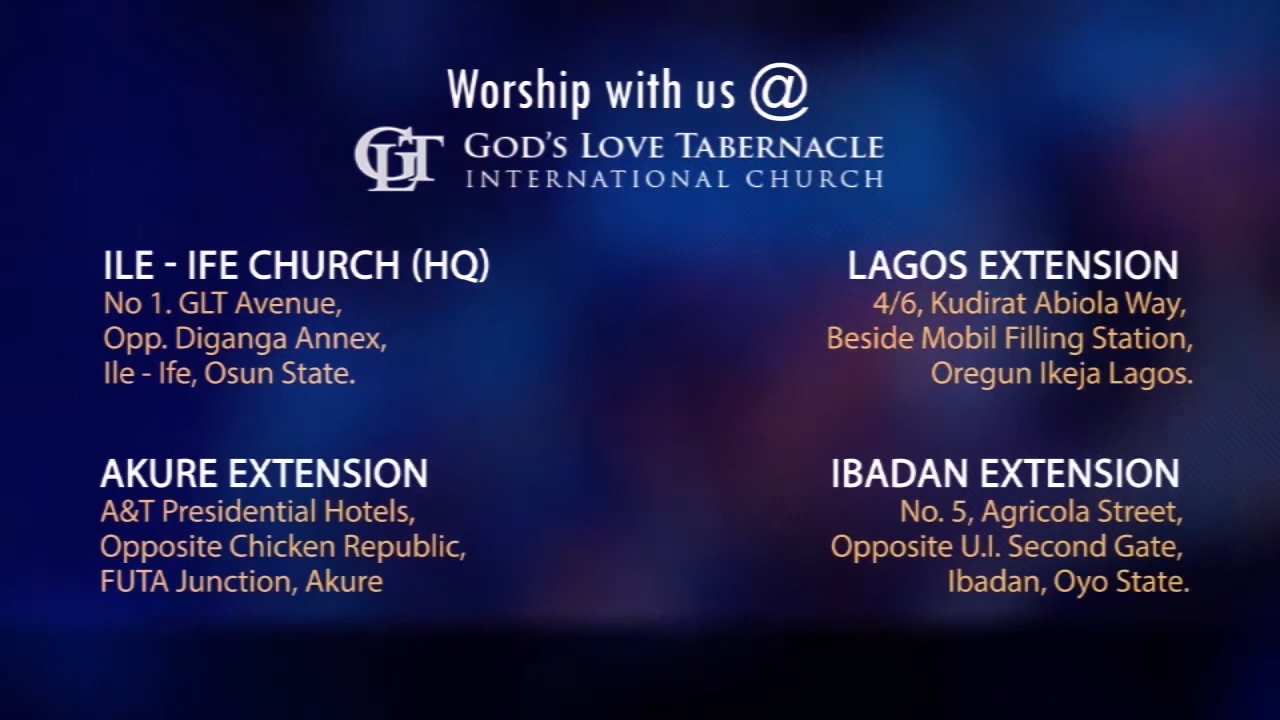 Worship with us @
GLT GOD'S LOVE TABERNACLE
INTERNATIONAL CHURCH
ILE - IFE CHURCH (HQ)
No 1. GLT Avenue,
Opp. Diganga Annex,
Ile - Ife, Osun State.
LAGOS EXTENSION
4/6, Kudirat Abiola Way,
Beside Mobil Filling Station,
Oregun Ikeja Lagos.
AKURE EXTENSION
A&T Presidential Hotels,
Opposite Chicken Republic,
FUTA Junction, Akure
IBADAN EXTENSION
No. 5, Agricola Street,
Opposite U.I. Second Gate,
Ibadan, Oyo State.